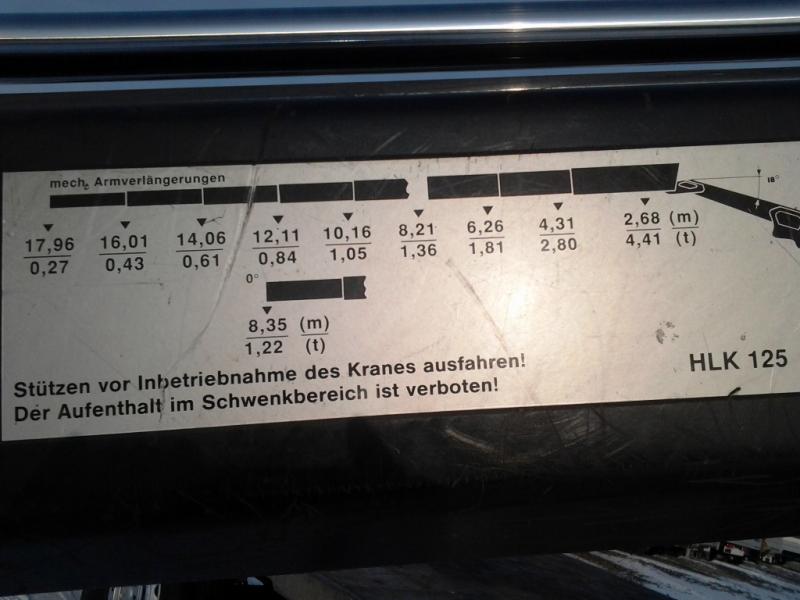 mech. Armverlängerungen
18°
17,96 16,01 14,06 12,11 10,16 8,21 6,26 4,31 2,68 (m)
0,27 0,43 0,61 0,84 1,05 1,36 1,81 2,80 4,41 (t)
0°
8,35 (m)
1,22 (t)
HLK 125
Stützen vor Inbetriebnahme des Kranes ausfahren!
Der Aufenthalt im Schwenkbereich ist verboten!